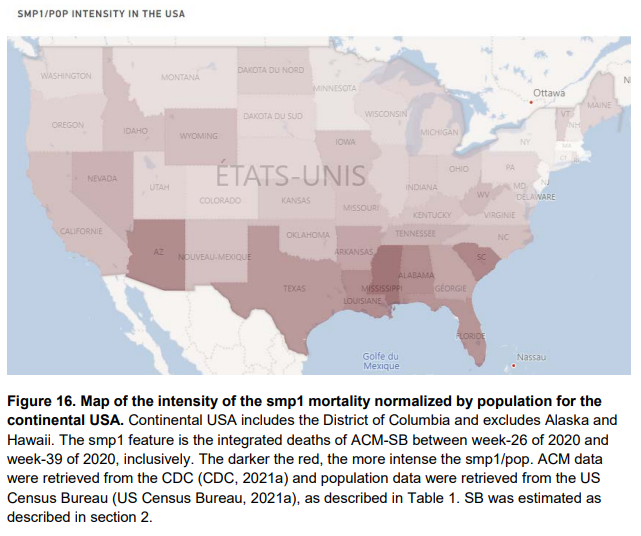 SMP1/POP INTENSITY IN THE USA
WASHINGTON
MONTANA
DAKOTA DU NORD
MINNESOTA
Ottawa
MAINE
N
VT
NH
OREGON
IDAHO
WYOMING
DAKOTA DU SUD
WISCONSIN
MICHIGAN
NY
MA
CT
IOWA
NEVADA
UTAH
ÉTATS-UNIS
COLORADO
KANSAS
MISSOURI
INDIANA
OHIO
PA
NJ
MD
DELAWARE
WV
VIRGINIE
KENTUCKY
CALIFORNIE
AZ
NOUVEAU-MEXIQUE
OKLAHOMA
ARKANSAS
TENNESSEE
NC
SC
TEXAS
LOUISIANE
MISSISSIPPI
ALABAMA
GÉORGIE
FLORIDE
Golfe du
Mexique
Nassau
Figure 16. Map of the intensity of the smp1 mortality normalized by population for the
continental USA. Continental USA includes the District of Columbia and excludes Alaska and
Hawaii. The smp1 feature is the integrated deaths of ACM-SB between week-26 of 2020 and
week-39 of 2020, inclusively. The darker the red, the more intense the smp1/pop. ACM data
were retrieved from the CDC (CDC, 2021a) and population data were retrieved from the US
Census Bureau (US Census Bureau, 2021a), as described in Table 1. SB was estimated as
described in section 2.